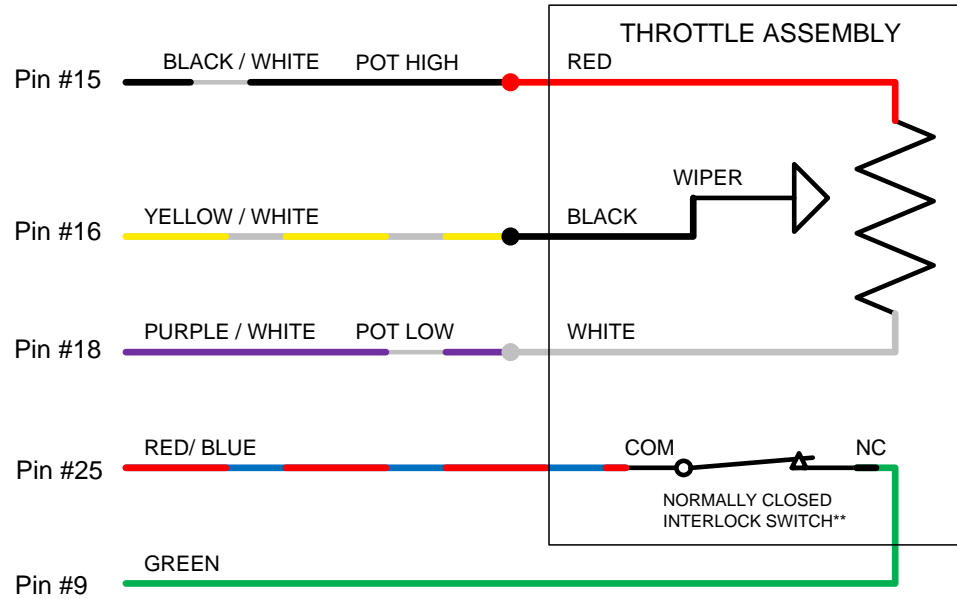 THROTTLE ASSEMBLY
Pin #15
BLACK / WHITE
POT HIGH
RED
WIPER
Pin #16
YELLOW / WHITE
BLACK
Pin #18
PURPLE / WHITE
POT LOW
WHITE
Pin #25
RED/ BLUE
COM
NC
NORMALLY CLOSED
INTERLOCK SWITCH**
Pin #9
GREEN